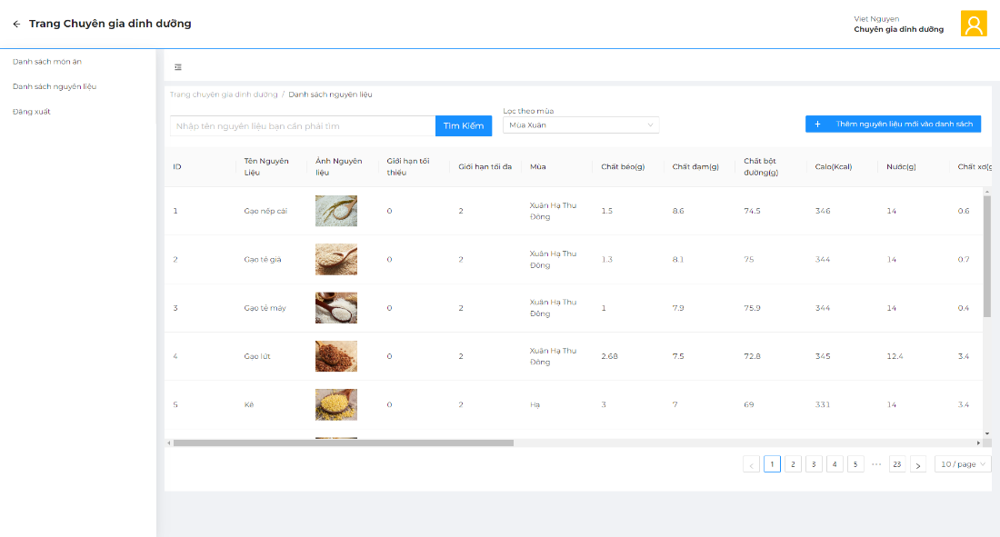 Trang Chuyên gia dinh dưỡng
Viet Nguyen
Chuyên gia dinh dưỡng
Danh sách món ăn
Danh sách nguyên liệu
Đăng xuất
Trang chuyên gia dinh dưỡng / Danh sách nguyên liệu
Nhập tên nguyên liệu bạn cần phải tìm
Tìm Kiếm
Lọc theo mùa
Mùa Xuân
+ Thêm nguyên liệu mới vào danh sách
ID
Tên Nguyên
Liệu
Ảnh Nguyên
liệu
Giới hạn tối
thiểu
Giới hạn tối đa
Mùa
Chất béo(g)
Chất đạm(g)
Chất bột
đường(g)
Calo(Kcal)
Nước(g)
Chất xơ(g
1 Gạo nếp cái 0 2 Xuân Hạ Thu
Đông
1.5 8.6 74.5 346 14 0.6
2 Gạo tẻ giã 0 2 Xuân Hạ Thu
Đông
1.3 8.1 75 344 14 0.7
3 Gạo tẻ máy 0 2 Xuân Hạ Thu
Đông
1 7.9 75.9 344 14 0.4
4 Gạo lứt 0 2 Xuân Hạ Thu
Đông
2.68 7.5 72.8 345 12.4 3.4
5 Kê 0 2 Hạ 3 7 69 331 14 3.4
< 1 2 3 4 5 ••• 23 >
10 / page